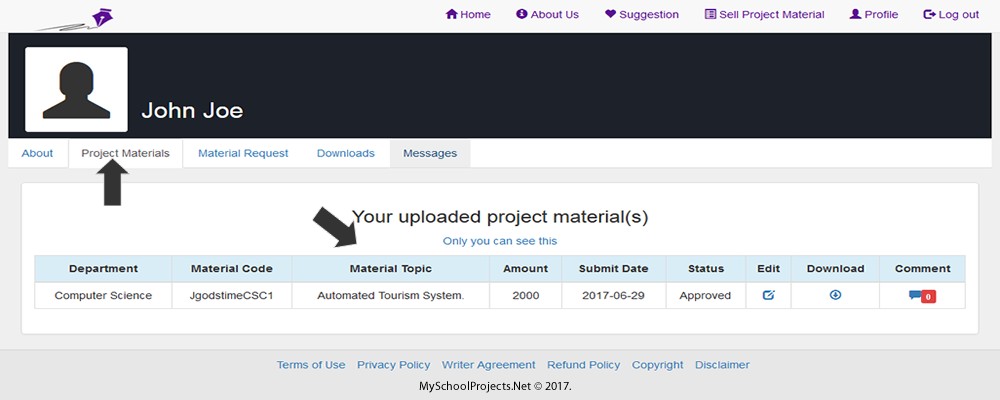 Home About Us Suggestion Sell Project Material Profile Log out
John Joe
About Project Materials Material Request Downloads Messages
Your uploaded project material(s)
Only you can see this
Department Material Code Material Topic Amount Submit Date Status Edit Download Comment
Computer Science JgodstimeCSC1 Automated Tourism System. 2000 2017-06-29 Approved 0
Terms of Use Privacy Policy Writer Agreement Refund Policy Copyright Disclaimer
MySchoolProjects.Net © 2017.